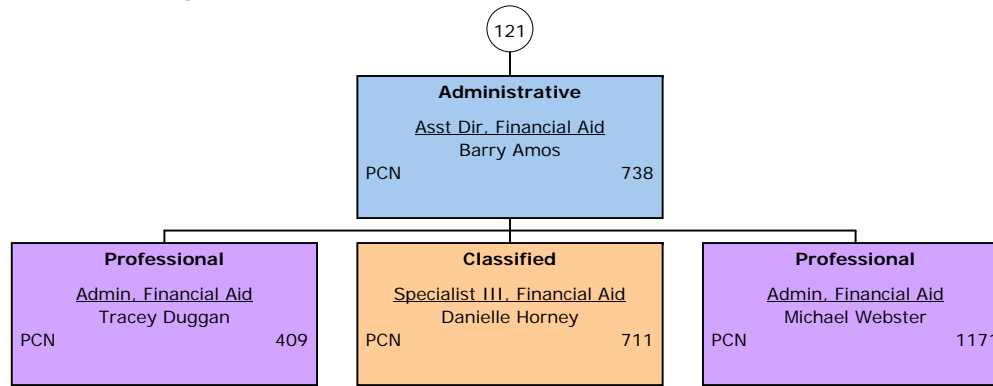 121
Administrative
Asst Dir, Financial Aid
Barry Amos
PCN 738
Professional
Admin, Financial Aid
Tracey Duggan
PCN 409
Classified
Specialist III, Financial Aid
Danielle Horney
PCN 711
Professional
Admin, Financial Aid
Michael Webster
PCN 1171